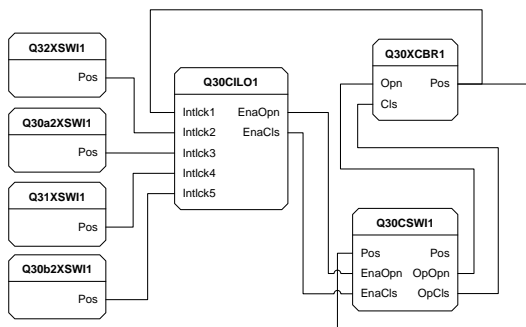 Q32XSWI1
Pos
Q30a2XSWI1
Pos
Q31XSWI1
Pos
Q30b2XSWI1
Pos
Q30CILO1
Intlck1 EnaOpn
Intlck2 EnaCls
Intlck3
Intlck4
Intlck5
Q30XCBR1
Opn Pos
Cls
Q30CSWI1
Pos Pos
EnaOpn OpOpn
EnaCls OpCls